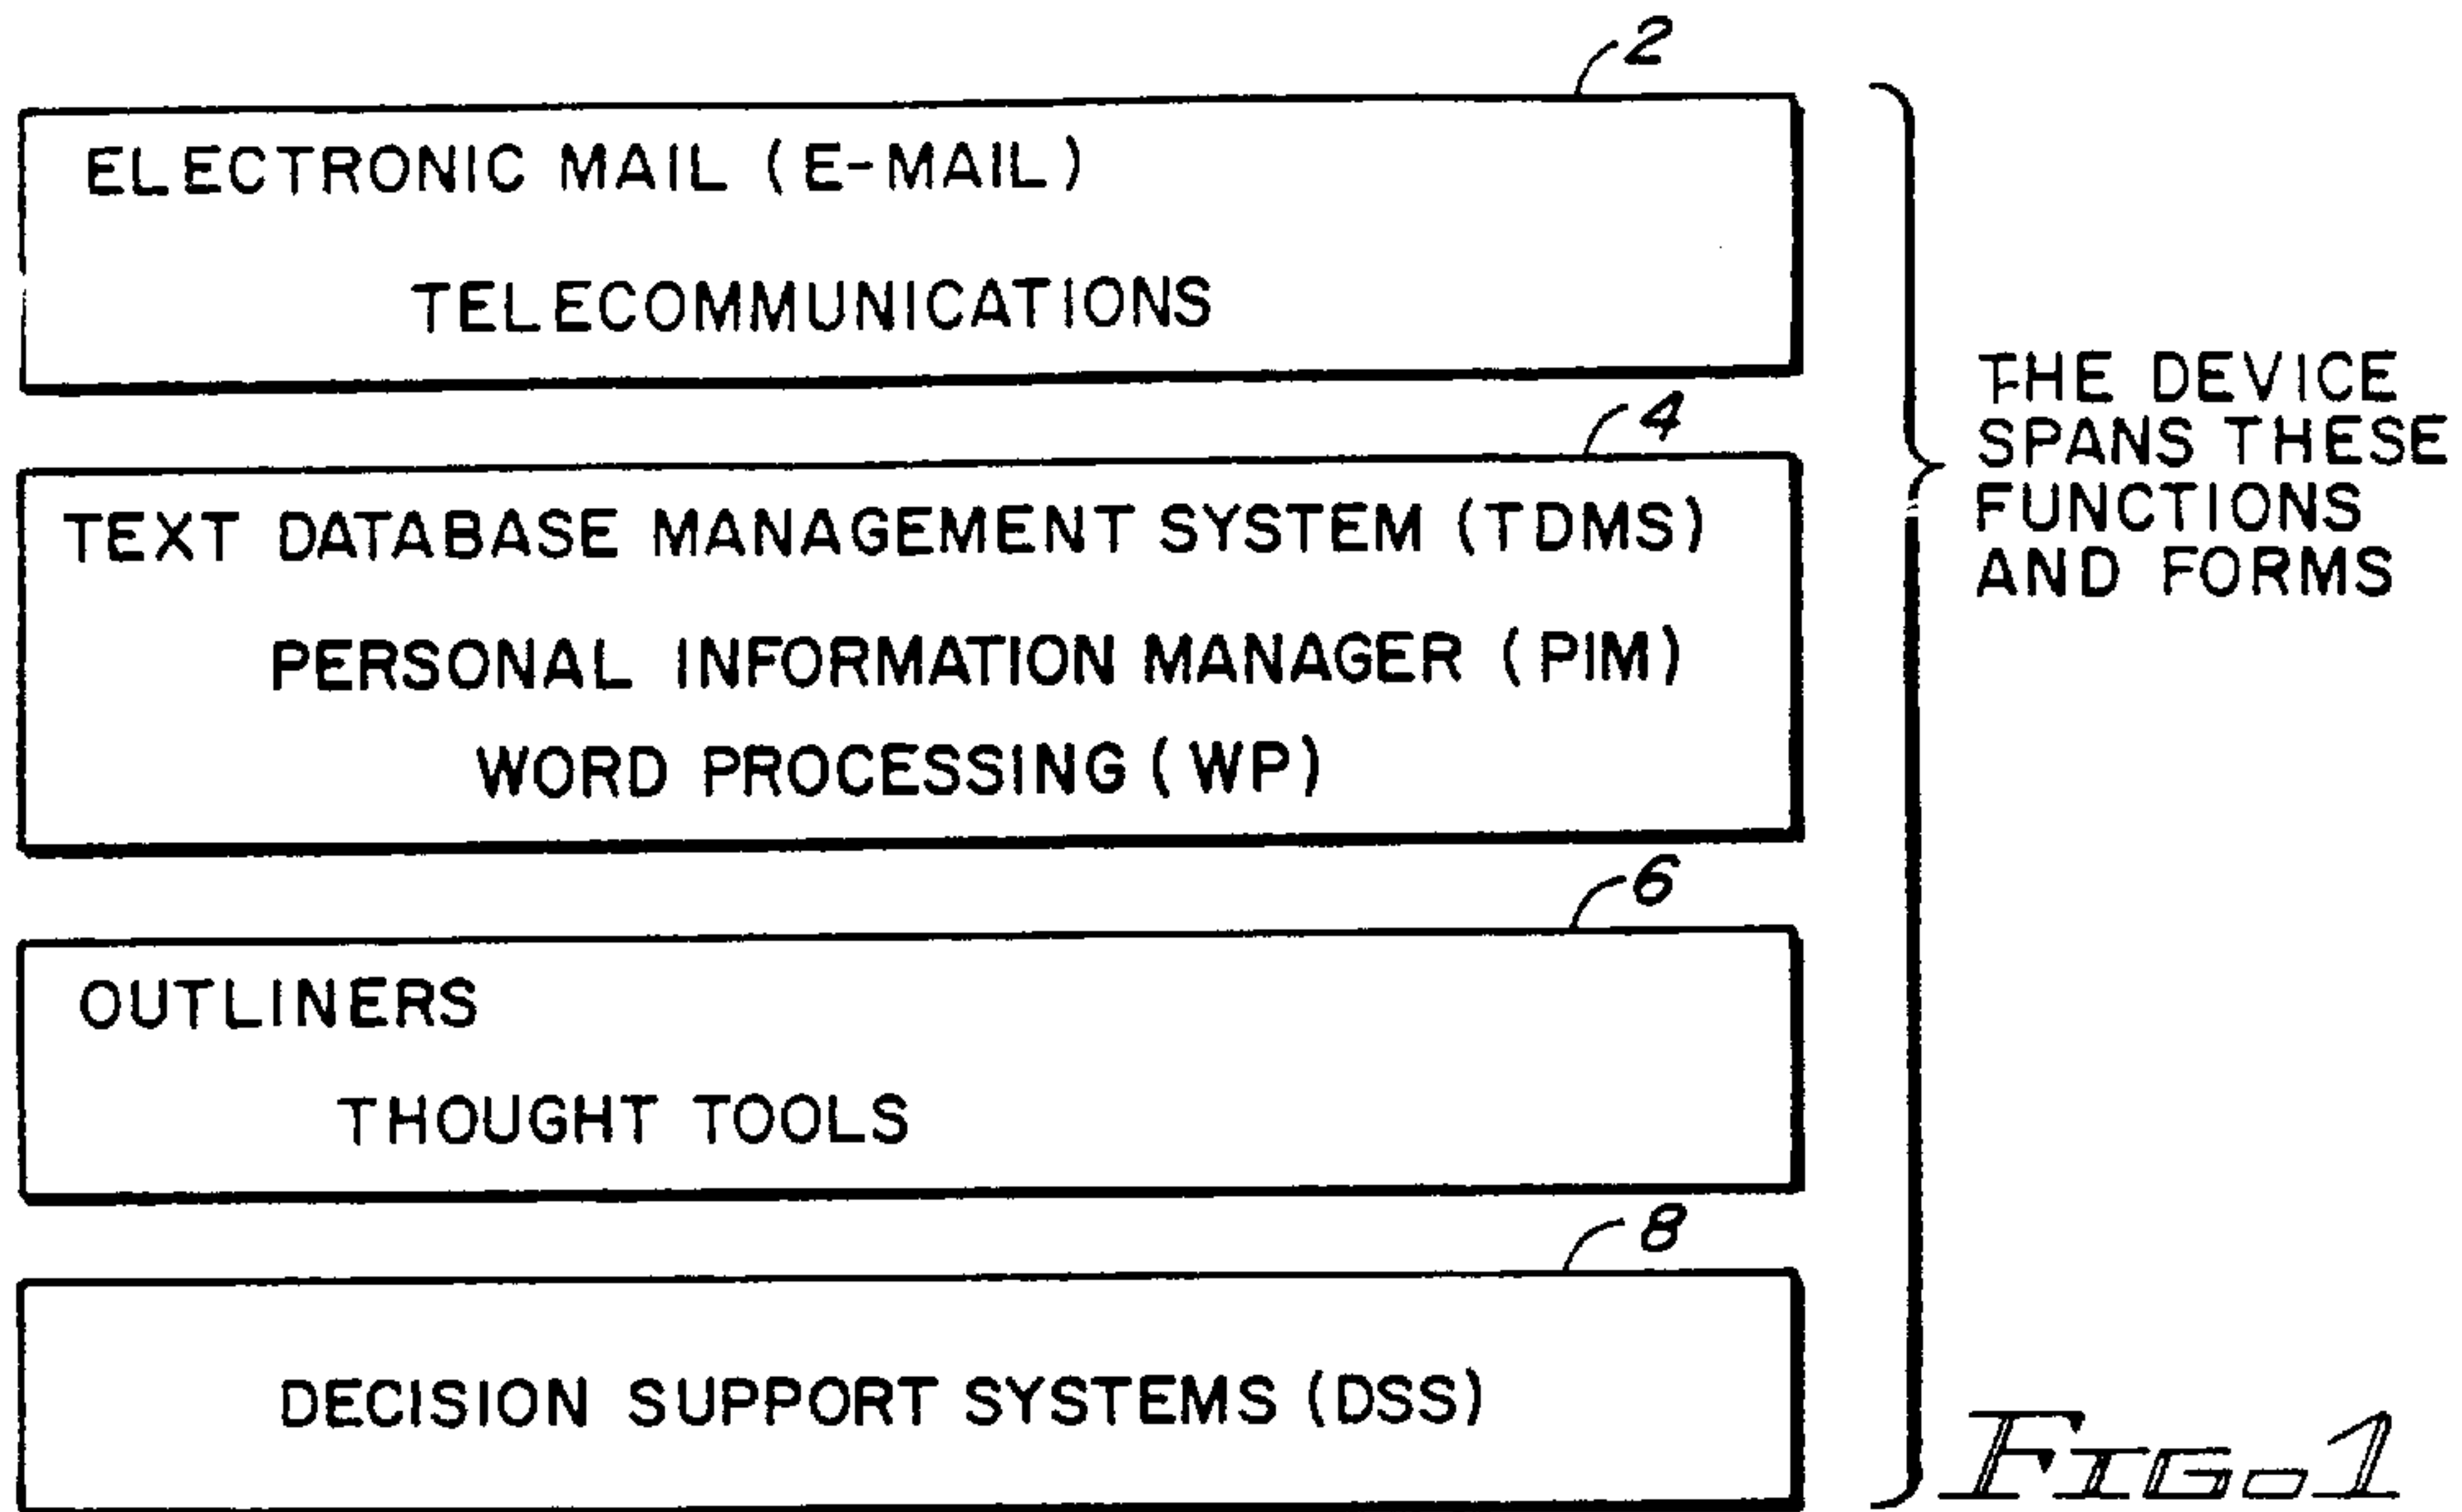 2
ELECTRONIC MAIL (E-MAIL)
TELECOMMUNICATIONS
4
TEXT DATABASE MANAGEMENT SYSTEM (TDMS)
PERSONAL INFORMATION MANAGER (PIM)
WORD PROCESSING (WP)
6
OUTLINERS
THOUGHT TOOLS
8
DECISION SUPPORT SYSTEMS (DSS)
THE DEVICE
SPANS THESE
FUNCTIONS
AND FORMS
FIG. 1